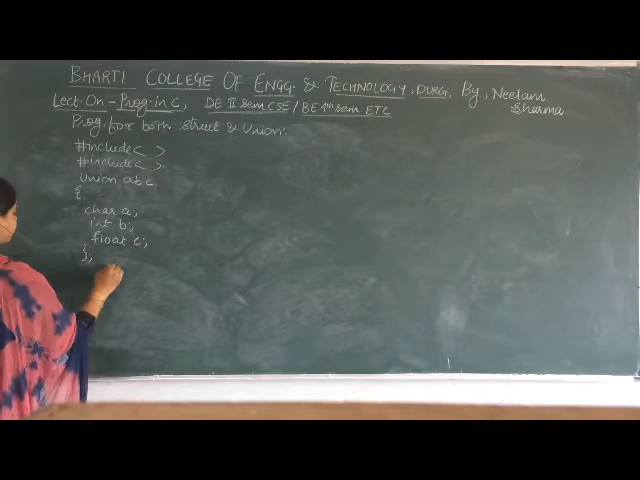 BHARTI COLLEGE OF ENGG. & TECHNOLOGY, DURG, By, Neelam Sharma
Lect. On - Prog. in C, DE II sem CSE / BE 4th sem ETC
Prog. for both struct & Union:
#include< >
#include< >
Union abc
{
char a;
int b;
float c;
};